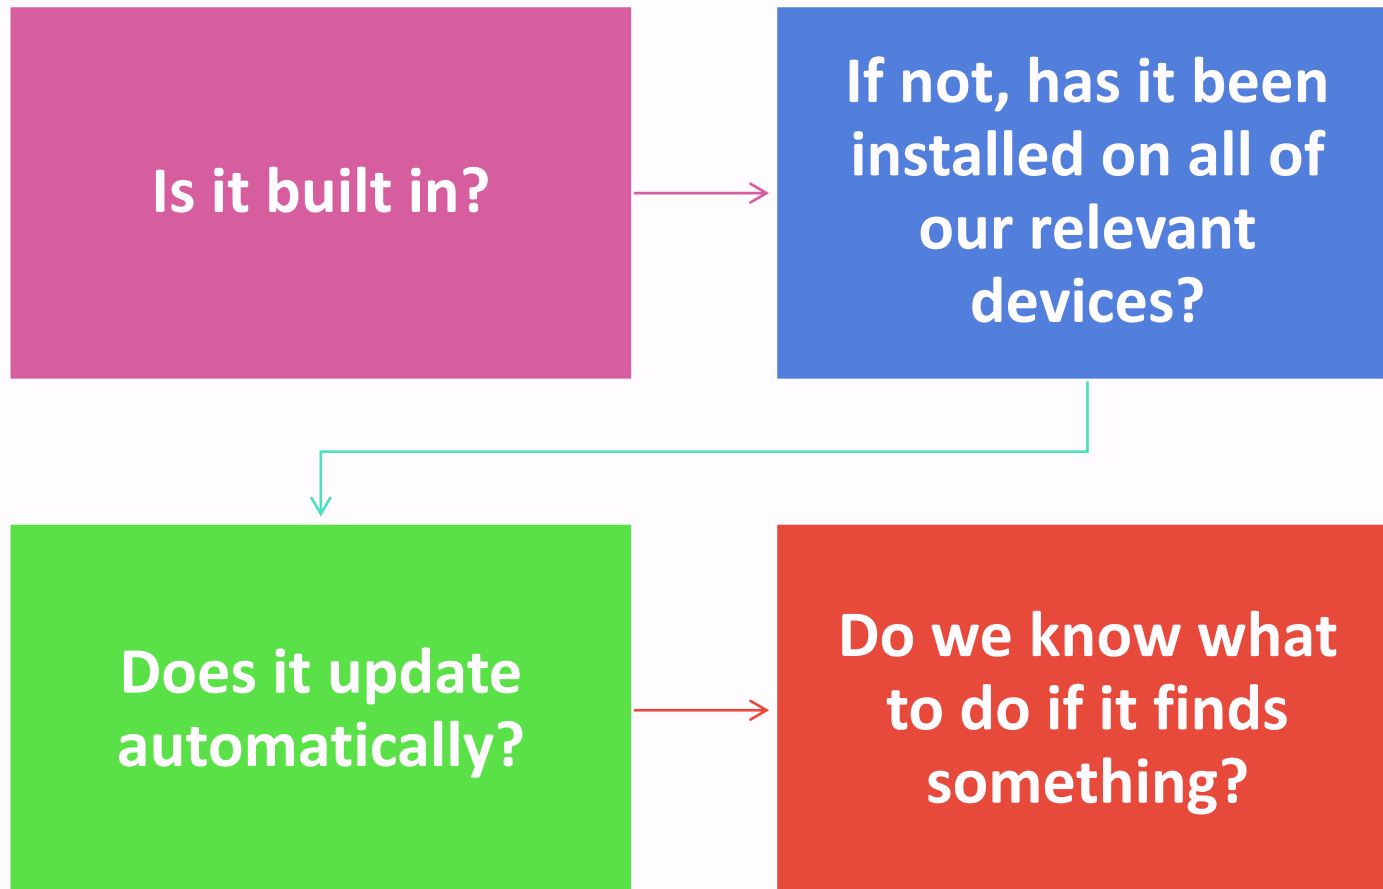 Is it built in?
If not, has it been
installed on all of
our relevant
devices?
Does it update
automatically?
Do we know what
to do if it finds
something?